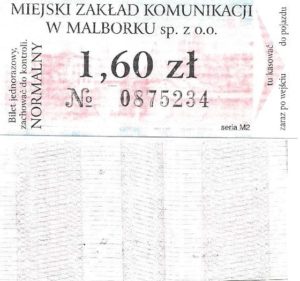 MIEJSKI ZAKŁAD KOMUNIKACJI
W MALBORKU sp. z o.o.
Bilet jednorazowy,
zachować do kontroli.
NORMALNY
1,60 zł
№ 0875234
seria M2
tu kasować
zaraz po wejściu do pojazdu